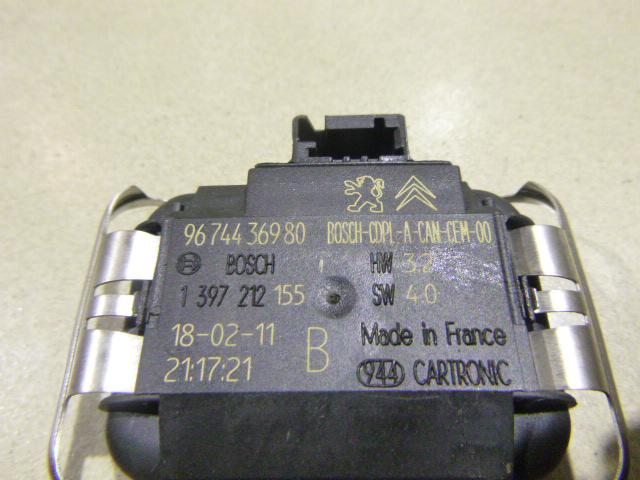 96 744 369 80 BOSCH-CDPL-A-CAN-CEM-00
BOSCH HW 3.2
1 397 212 155 SW 4.0
18-02-11 B Made in France
21:17:21 944 CARTRONIC